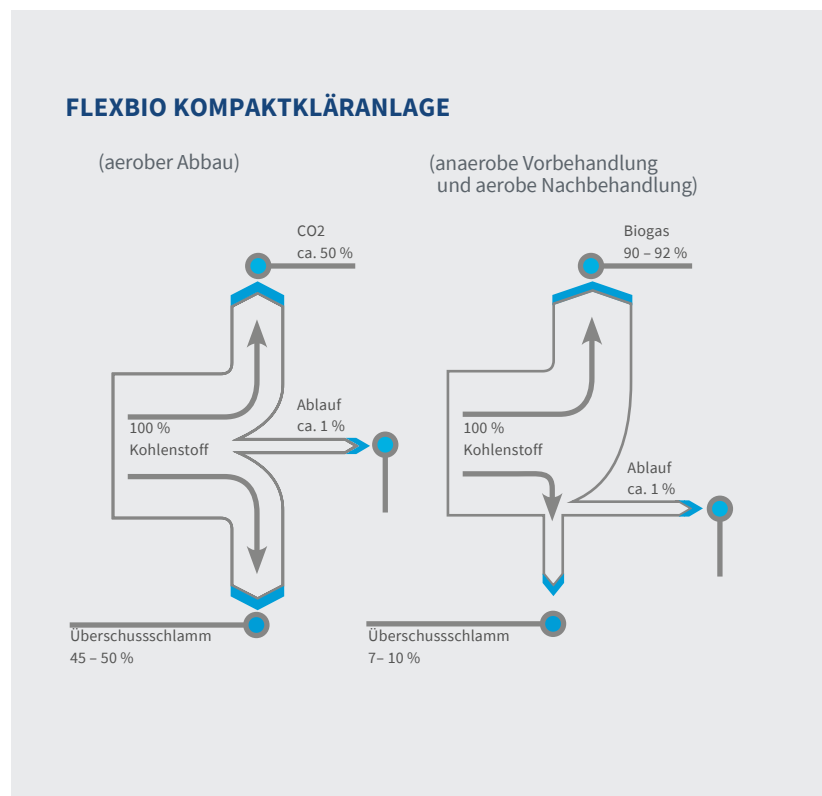 FLEXBIO KOMPAKTKLÄRANLAGE
(aerober Abbau)
CO2
ca. 50 %
Ablauf
ca. 1 %
100 %
Kohlenstoff
Überschussschlamm
45 – 50 %
(anaerobe Vorbehandlung
und aerobe Nachbehandlung)
Biogas
90 – 92 %
100 %
Kohlenstoff
Ablauf
ca. 1 %
Überschussschlamm
7– 10 %